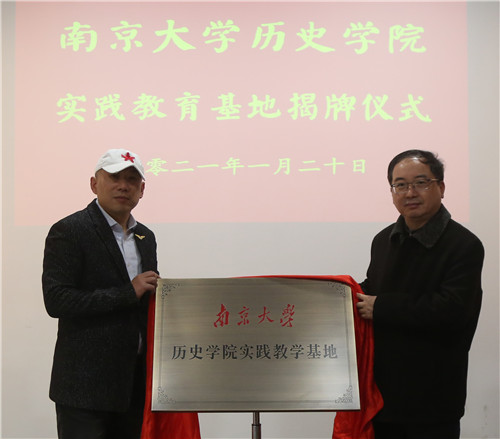 南京大学历史学院
实践教育基地揭牌仪式
零二一年一月二十日
南京大学
历史学院实践教学基地